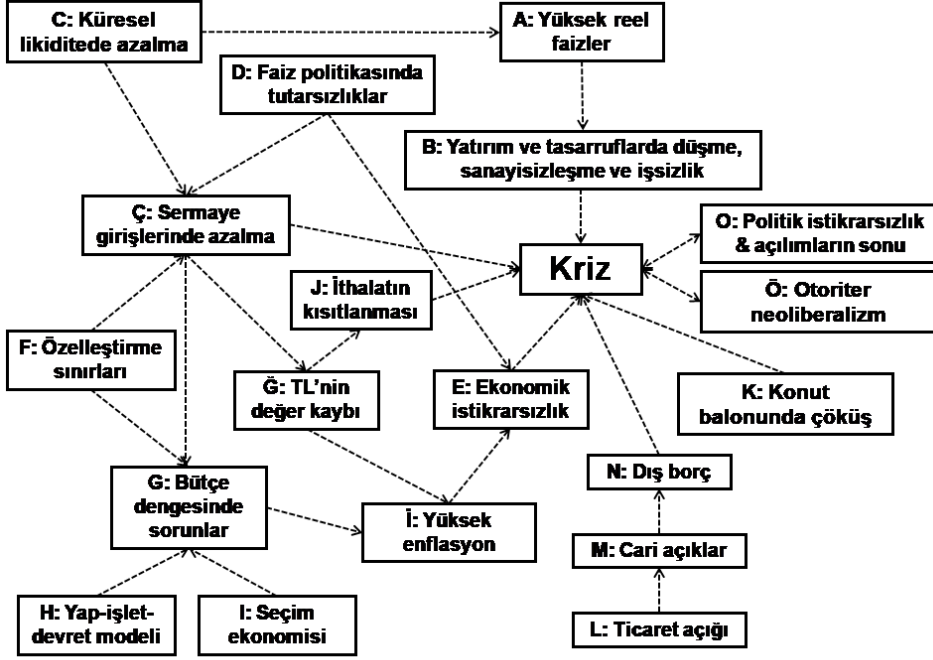 C: Küresel
likiditede azalma
A: Yüksek reel
faizler
D: Faiz politikasında
tutarsızlıklar
B: Yatırım ve tasarruflarda düşme,
sanayisizleşme ve işsizlik
Ç: Sermaye
girişlerinde azalma
O: Politik istikrarsızlık
& açılımların sonu
Kriz
J: İthalatın
kısıtlanması
Ö: Otoriter
neoliberalizm
F: Özelleştirme
sınırları
Ğ: TL'nin
değer kaybı
E: Ekonomik
istikrarsızlık
K: Konut
balonunda çöküş
G: Bütçe
dengesinde
sorunlar
N: Dış borç
İ: Yüksek
enflasyon
M: Cari açıklar
H: Yap-işlet-
devret modeli
I: Seçim
ekonomisi
L: Ticaret açığı